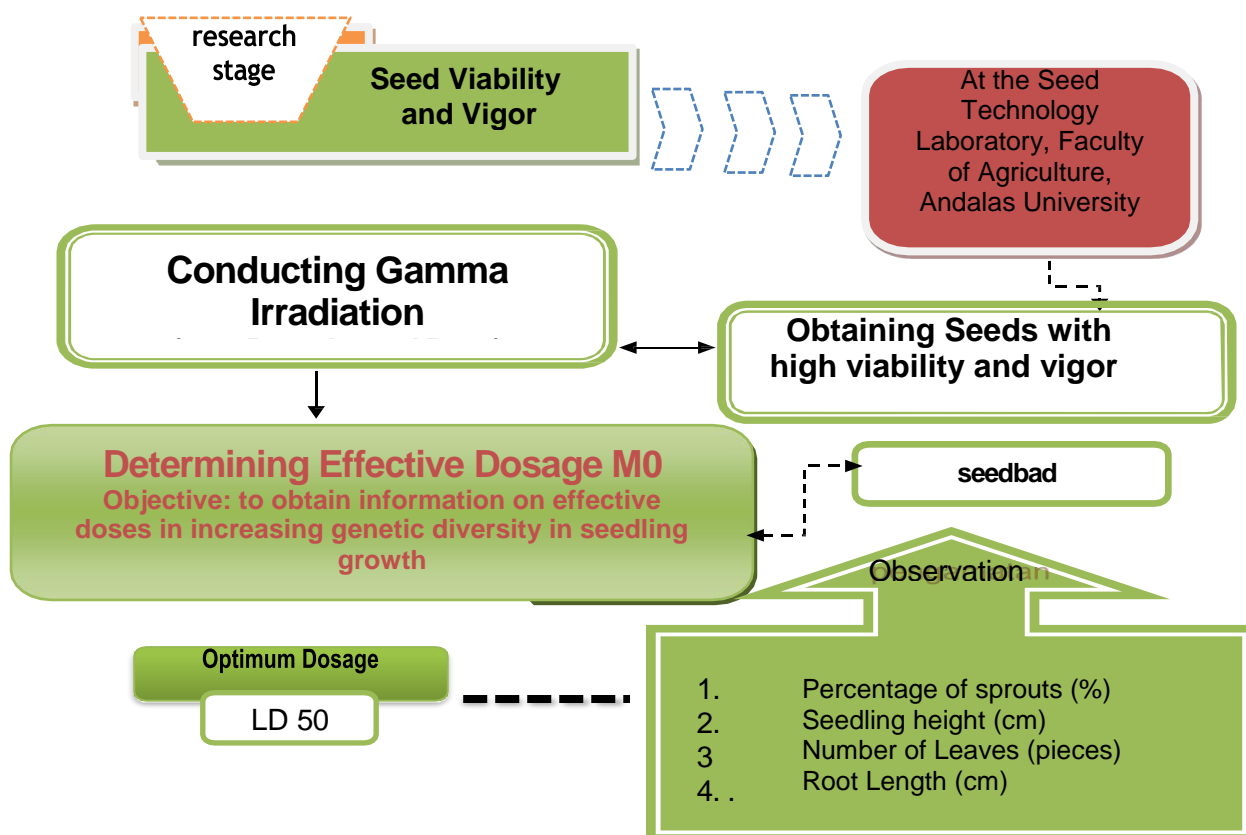 research
stage
Seed Viability
and Vigor
At the Seed
Technology
Laboratory, Faculty
of Agriculture,
Andalas University
Conducting Gamma
Irradiation
Obtaining Seeds with
high viability and vigor
Determining Effective Dosage M0
Objective: to obtain information on effective
doses in increasing genetic diversity in seedling
growth
seedbad
Observation
pengamatan
Optimum Dosage
LD 50
1. Percentage of sprouts (%)
2. Seedling height (cm)
3 Number of Leaves (pieces)
4. . Root Length (cm)